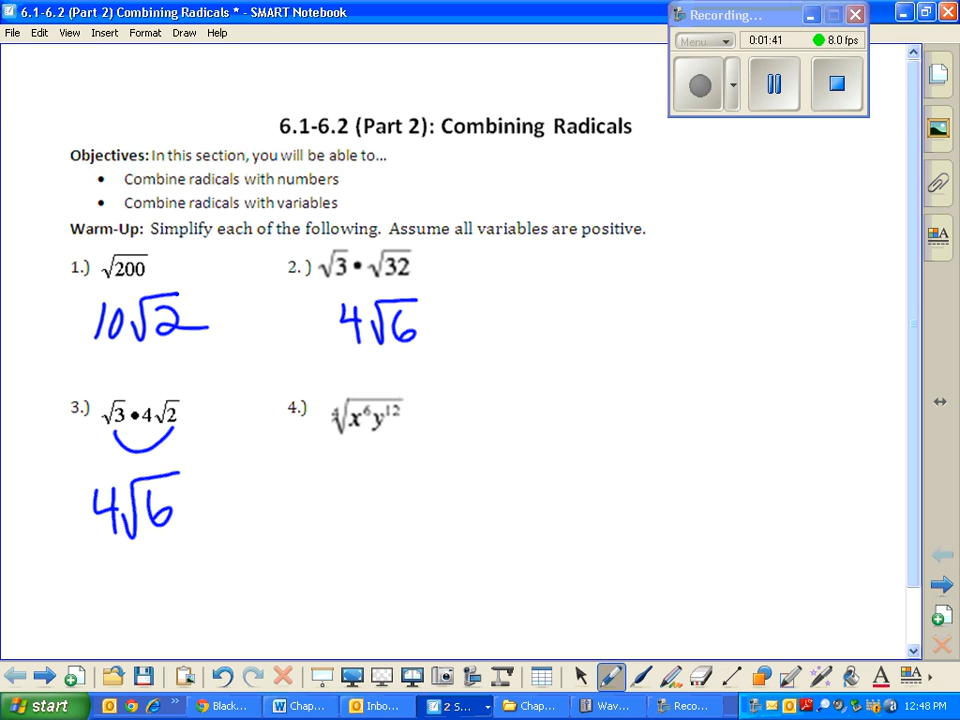 6.1-6.2 (Part 2) Combining Radicals * - SMART Notebook
Recording...
File Edit View Insert Format Draw Help
Menu 0:01:41 8.0 fps
6.1-6.2 (Part 2): Combining Radicals
Objectives: In this section, you will be able to...
• Combine radicals with numbers
• Combine radicals with variables
Warm-Up: Simplify each of the following. Assume all variables are positive.
1.) √200 2. ) √3 • √32
10√2 4√6
3.) √3 • 4√2 4.) ∜x⁶y¹²
4√6
start Black... Chap... Inbo... 2 S... Chap... Wav... Reco... 12:48 PM